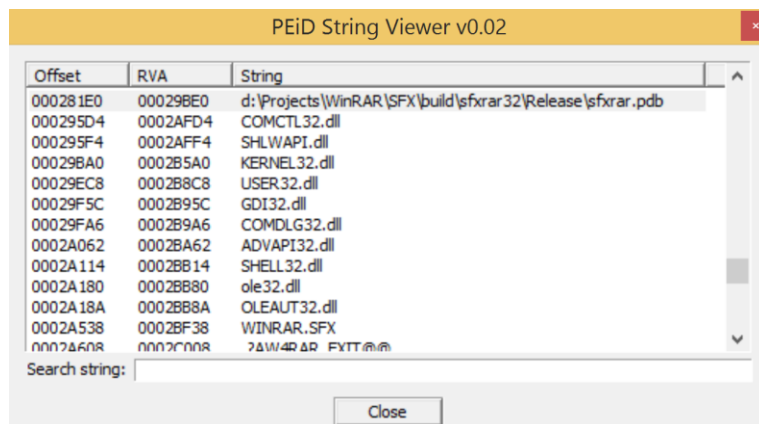 PEiD String Viewer v0.02
×
Offset RVA String
000281E0 00029BE0 d:\Projects\WinRAR\SFX\build\sfxrar32\Release\sfxrar.pdb
000295D4 0002AFD4 COMCTL32.dll
000295F4 0002AFF4 SHLWAPI.dll
00029BA0 0002B5A0 KERNEL32.dll
00029EC8 0002B8C8 USER32.dll
00029F5C 0002B95C GDI32.dll
00029FA6 0002B9A6 COMDLG32.dll
0002A062 0002BA62 ADVAPI32.dll
0002A114 0002BB14 SHELL32.dll
0002A180 0002BB80 ole32.dll
0002A18A 0002BB8A OLEAUT32.dll
0002A538 0002BF38 WINRAR.SFX
0002A608 0002C008 .?AW4RAR_EXIT@@
Search string:
Close